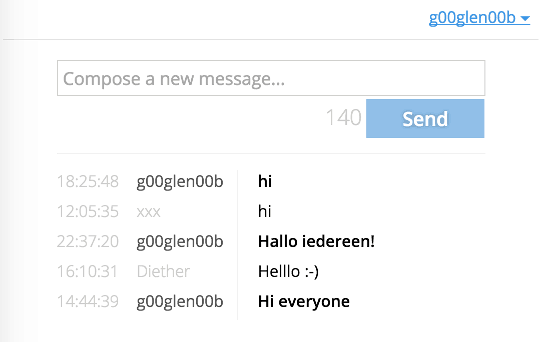 g00glen00b
Compose a new message...
140 Send
18:25:48 g00glen00b hi
12:05:35 xxx hi
22:37:20 g00glen00b Hallo iedereen!
16:10:31 Diether Helllo :-)
14:44:39 g00glen00b Hi everyone